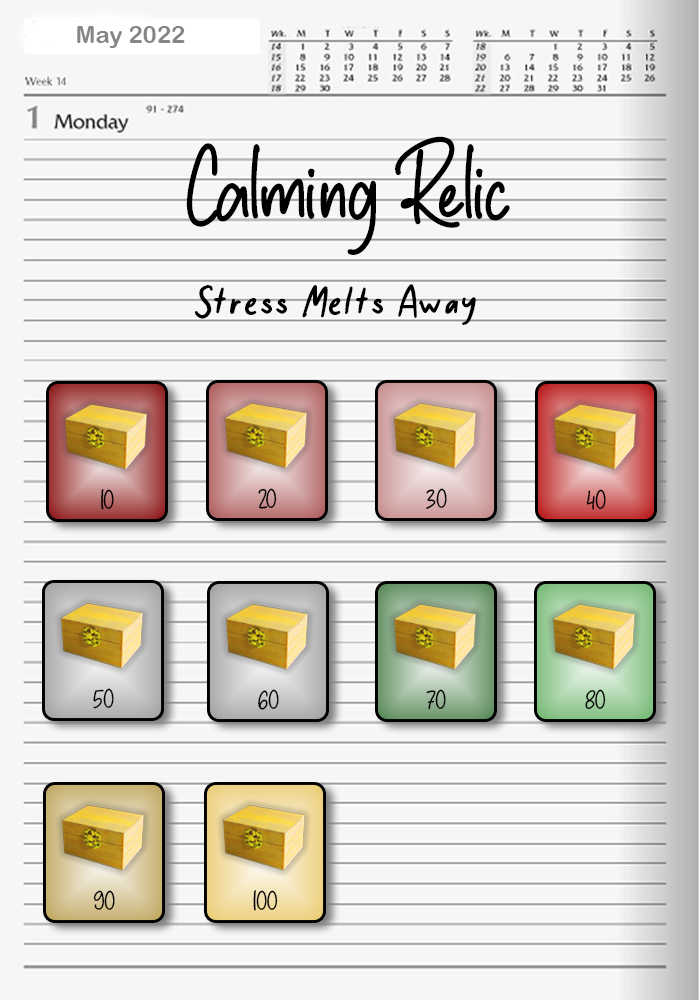 May 2022
Wk. M T W T F S S
14 1 2 3 4 5 6 7
15 8 9 10 11 12 13 14
16 15 16 17 18 19 20 21
17 22 23 24 25 26 27 28
18 29 30
Wk. M T W T F S S
18 1 2 3 4 5
19 6 7 8 9 10 11 12
20 13 14 15 16 17 18 19
21 20 21 22 23 24 25 26
22 27 28 29 30 31
Week 14
1 Monday 91 - 274
Calming Relic
Stress Melts Away
10 20 30 40
50 60 70 80
90 100